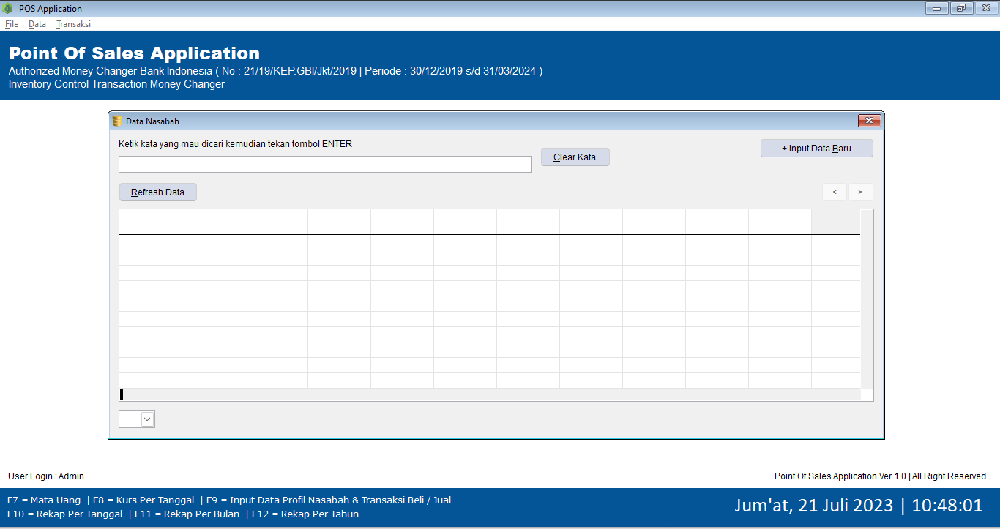 POS Application
File Data Transaksi
Point Of Sales Application
Authorized Money Changer Bank Indonesia ( No : 21/19/KEP.GBI/Jkt/2019 | Periode : 30/12/2019 s/d 31/03/2024 )
Inventory Control Transaction Money Changer
Data Nasabah
Ketik kata yang mau dicari kemudian tekan tombol ENTER
Clear Kata
+ Input Data Baru
Refresh Data
< >
User Login : Admin
Point Of Sales Application Ver 1.0 | All Right Reserved
F7 = Mata Uang | F8 = Kurs Per Tanggal | F9 = Input Data Profil Nasabah & Transaksi Beli / Jual
F10 = Rekap Per Tanggal | F11 = Rekap Per Bulan | F12 = Rekap Per Tahun
Jum'at, 21 Juli 2023 | 10:48:01